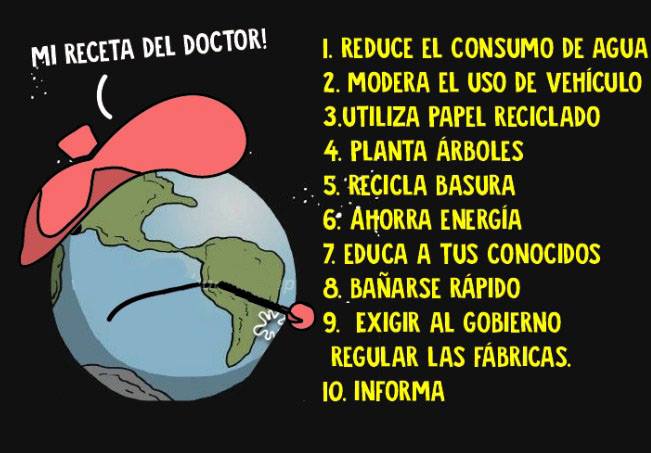 MI RECETA DEL DOCTOR!
1. REDUCE EL CONSUMO DE AGUA
2. MODERA EL USO DE VEHÍCULO
3.UTILIZA PAPEL RECICLADO
4. PLANTA ÁRBOLES
5. RECICLA BASURA
6. AHORRA ENERGÍA
7. EDUCA A TUS CONOCIDOS
8. BAÑARSE RÁPIDO
9. EXIGIR AL GOBIERNO
REGULAR LAS FÁBRICAS.
10. INFORMA